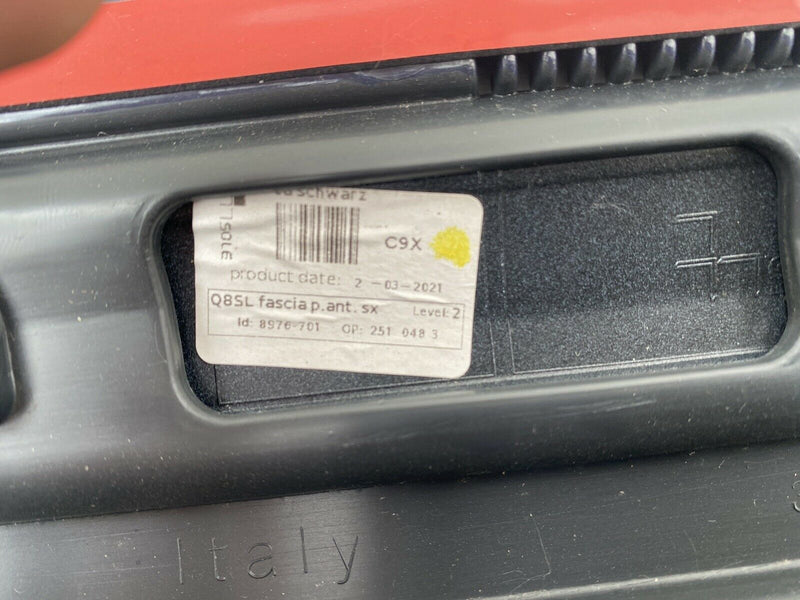 schwarz
C9X
product date: 2-03-2021
Q8SL fascia p.ant. sx Level: 2
Id: 8976-701 OP: 251 048 3
Italy